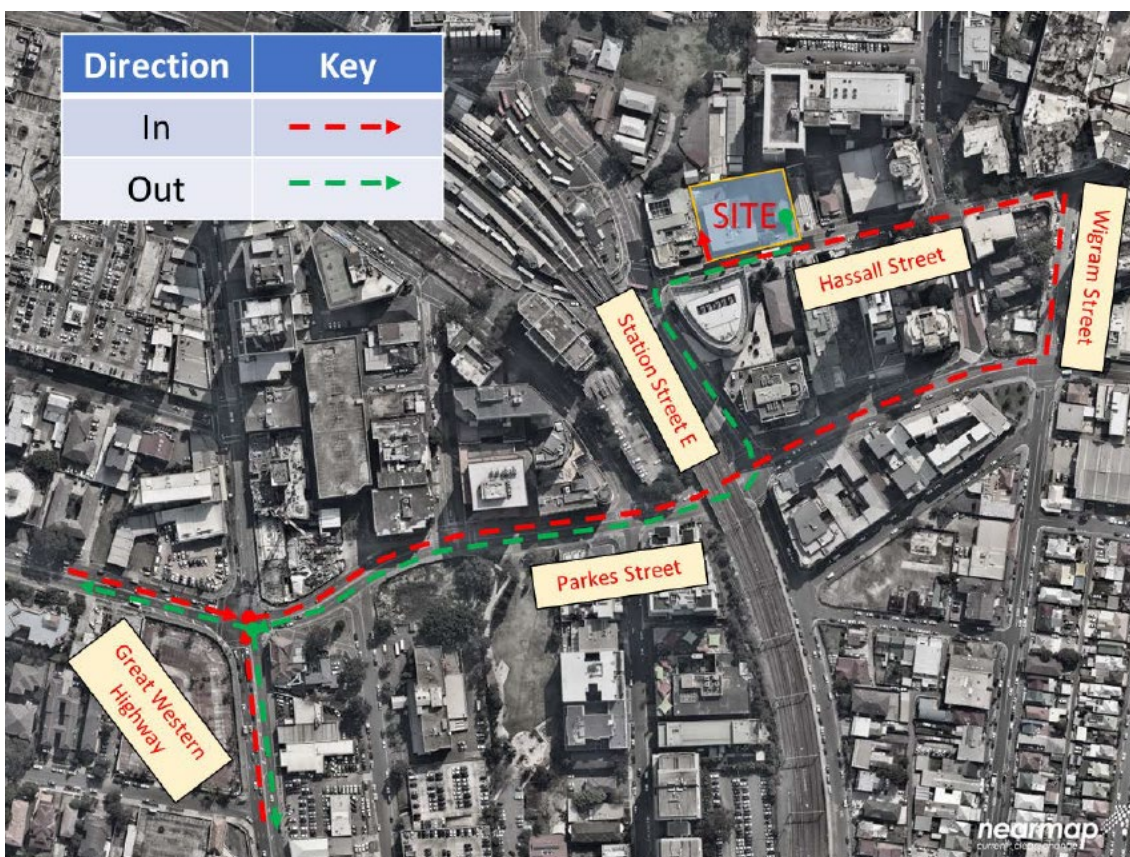 Direction Key
In
Out
SITE
Hassall Street
Wigram Street
Station Street E
Parkes Street
Great Western
Highway
nearmap